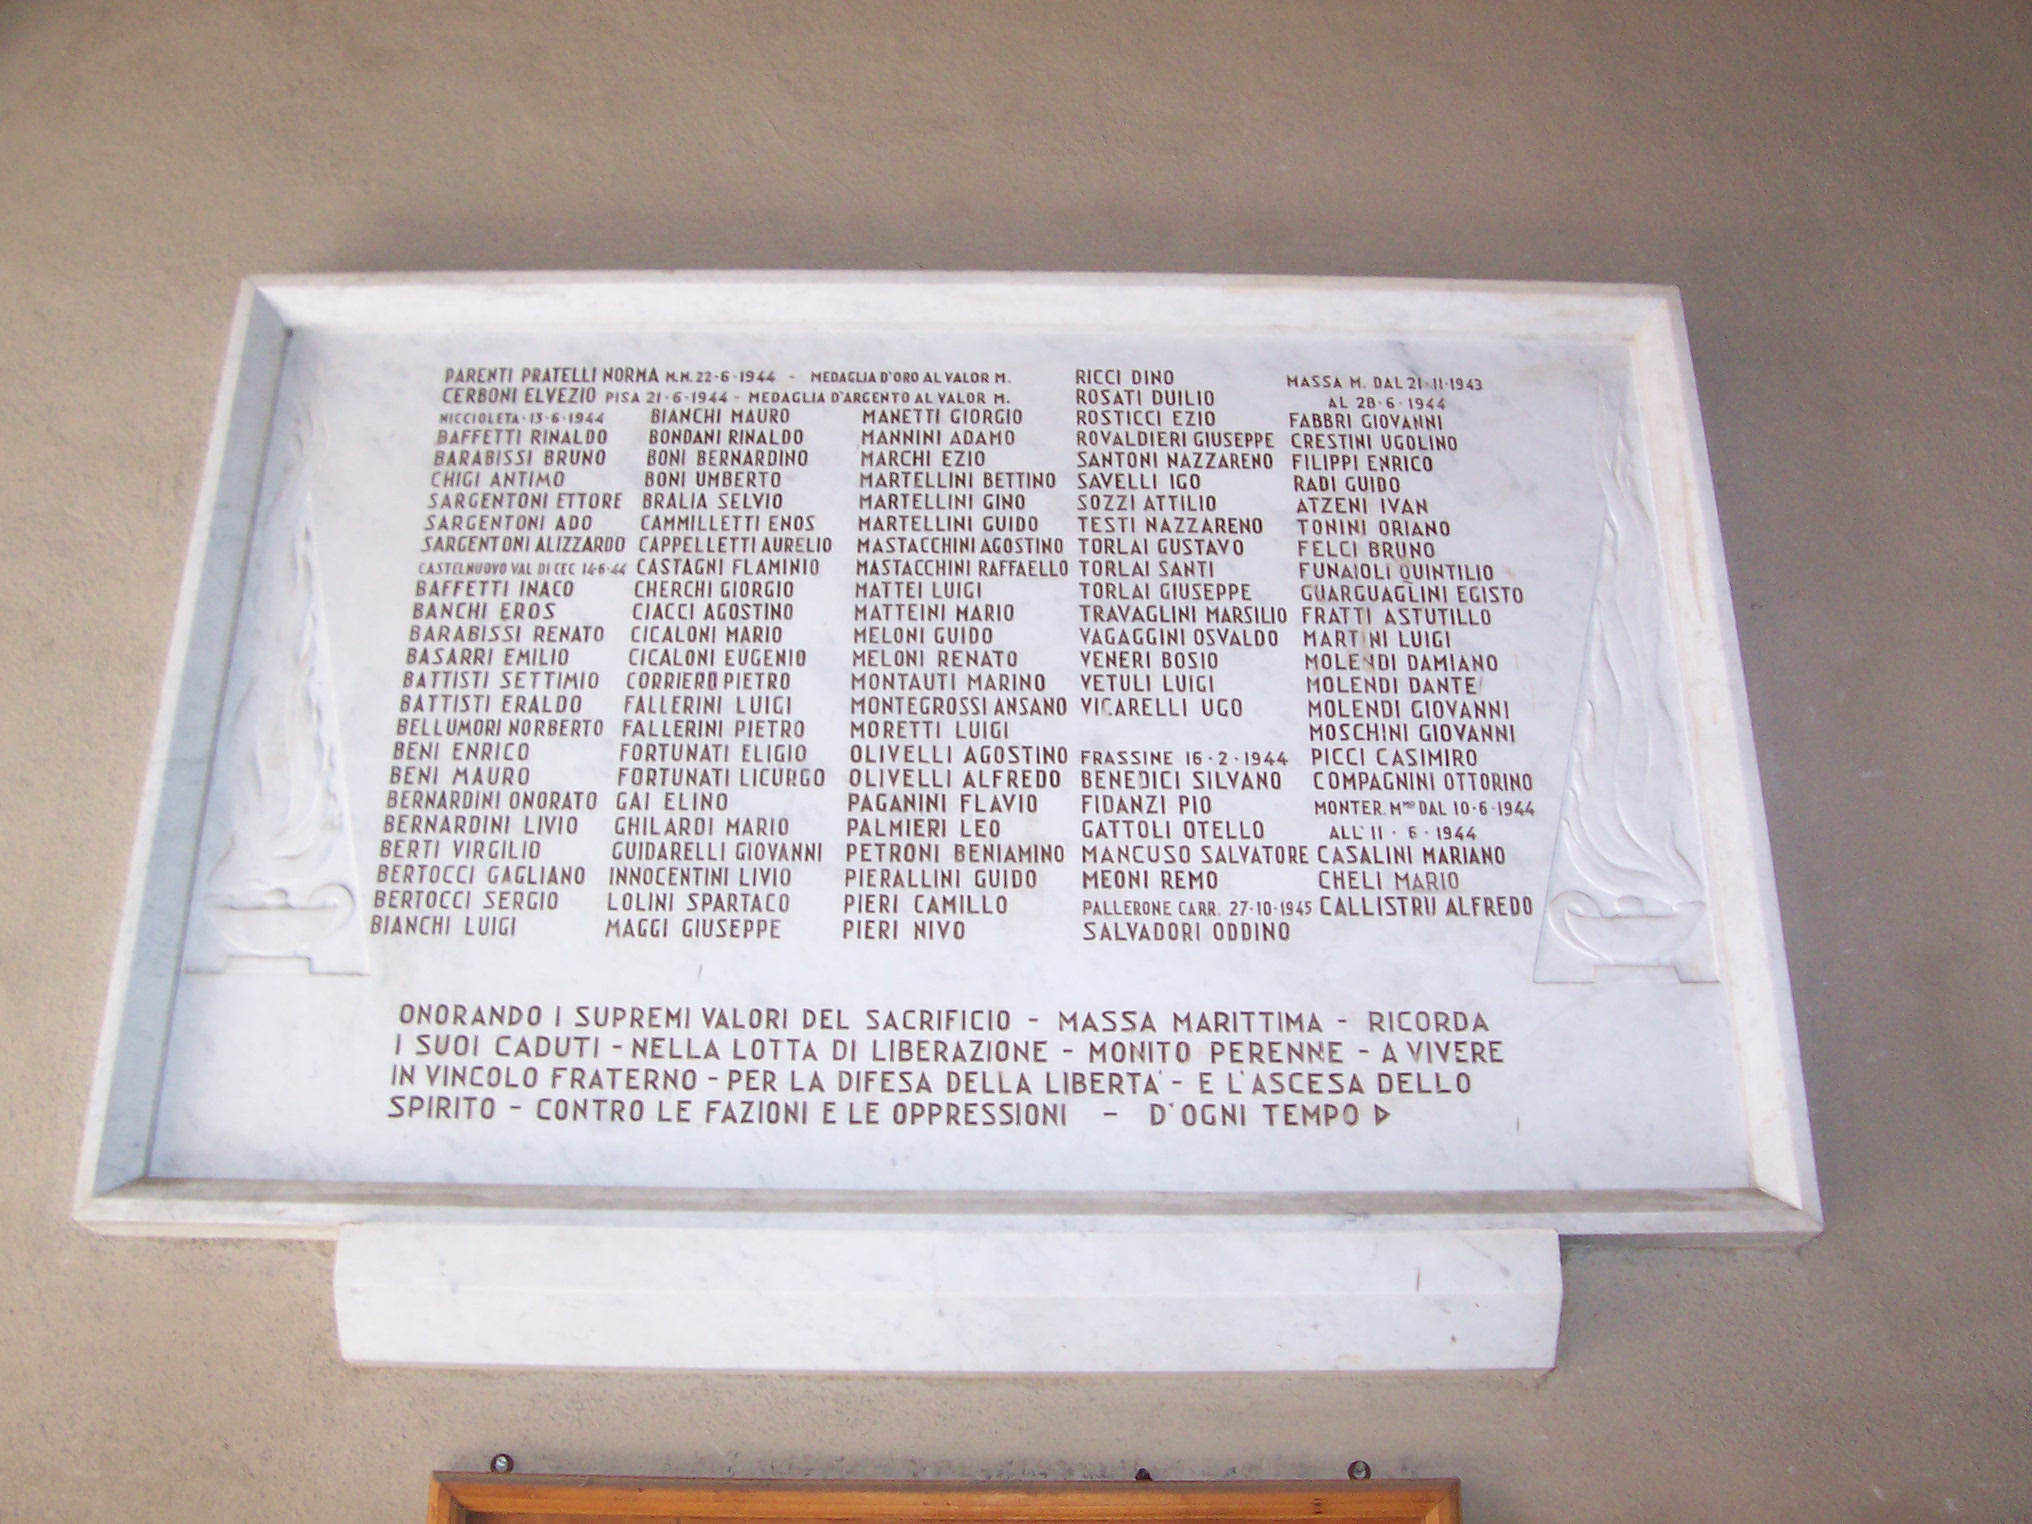 PARENTI PRATELLI NORMA M.M. 22-6-1944 - MEDAGLIA D'ORO AL VALOR M.
CERBONI ELVEZIO PISA 21-6-1944 - MEDAGLIA D'ARGENTO AL VALOR M.
NICCIOLETA·13-6-1944
BAFFETTI RINALDO
BARABISSI BRUNO
CHIGI ANTIMO
SARGENTONI ETTORE
SARGENTONI ADO
SARGENTONI ALIZZARDO
CASTELNUOVO VAL DI CEC 14·6·44
BAFFETTI INACO
BANCHI EROS
BARABISSI RENATO
BASARRI EMILIO
BATTISTI SETTIMIO
BATTISTI ERALDO
BELLUMORI NORBERTO
BENI ENRICO
BENI MAURO
BERNARDINI ONORATO
BERNARDINI LIVIO
BERTI VIRGILIO
BERTOCCI GAGLIANO
BERTOCCI SERGIO
BIANCHI LUIGI
BIANCHI MAURO
BONDANI RINALDO
BONI BERNARDINO
BONI UMBERTO
BRALIA SELVIO
CAMMILLETTI ENOS
CAPPELLETTI AURELIO
CASTAGNI FLAMINIO
CHERCHI GIORGIO
CIACCI AGOSTINO
CICALONI MARIO
CICALONI EUGENIO
CORRIERO PIETRO
FALLERINI LUIGI
FALLERINI PIETRO
FORTUNATI ELIGIO
FORTUNATI LICURGO
GAI ELINO
GHILARDI MARIO
GUIDARELLI GIOVANNI
INNOCENTINI LIVIO
LOLINI SPARTACO
MAGGI GIUSEPPE
MANETTI GIORGIO
MANNINI ADAMO
MARCHI EZIO
MARTELLINI BETTINO
MARTELLINI GINO
MARTELLINI GUIDO
MASTACCHINI AGOSTINO
MASTACCHINI RAFFAELLO
MATTEI LUIGI
MATTEINI MARIO
MELONI GUIDO
MELONI RENATO
MONTAUTI MARINO
MONTEGROSSI ANSANO
MORETTI LUIGI
OLIVELLI AGOSTINO
OLIVELLI ALFREDO
PAGANINI FLAVIO
PALMIERI LEO
PETRONI BENIAMINO
PIERALLINI GUIDO
PIERI CAMILLO
PIERI NIVO
RICCI DINO
ROSATI DUILIO
ROSTICCI EZIO
ROVALDIERI GIUSEPPE
SANTONI NAZZARENO
SAVELLI IGO
SOZZI ATTILIO
TESTI NAZZARENO
TORLAI GUSTAVO
TORLAI SANTI
TORLAI GIUSEPPE
TRAVAGLINI MARSILIO
VAGAGGINI OSVALDO
VENERI BOSIO
VETULI LUIGI
VICARELLI UGO
FRASSINE 16·2·1944
BENEDICI SILVANO
FIDANZI PIO
GATTOLI OTELLO
MANCUSO SALVATORE
MEONI REMO
PALLERONE CARR. 27-10-1945
SALVADORI ODDINO
MASSA M. DAL 21·11·1943
AL 28·6·1944
FABBRI GIOVANNI
CRESTINI UGOLINO
FILIPPI ENRICO
RADI GUIDO
ATZENI IVAN
TONINI ORIANO
FELCI BRUNO
FUNAIOLI QUINTILIO
GUARGUAGLINI EGISTO
FRATTI ASTUTILLO
MARTINI LUIGI
MOLENDI DAMIANO
MOLENDI DANTE
MOLENDI GIOVANNI
MOSCHINI GIOVANNI
PICCI CASIMIRO
COMPAGNINI OTTORINO
MONTER. Mmo DAL 10·6·1944
ALL' 11 · 6 · 1944
CASALINI MARIANO
CHELI MARIO
CALLISTRU ALFREDO
ONORANDO I SUPREMI VALORI DEL SACRIFICIO - MASSA MARITTIMA - RICORDA
I SUOI CADUTI - NELLA LOTTA DI LIBERAZIONE - MONITO PERENNE - A VIVERE
IN VINCOLO FRATERNO - PER LA DIFESA DELLA LIBERTA' - E L'ASCESA DELLO
SPIRITO - CONTRO LE FAZIONI E LE OPPRESSIONI - D'OGNI TEMPO